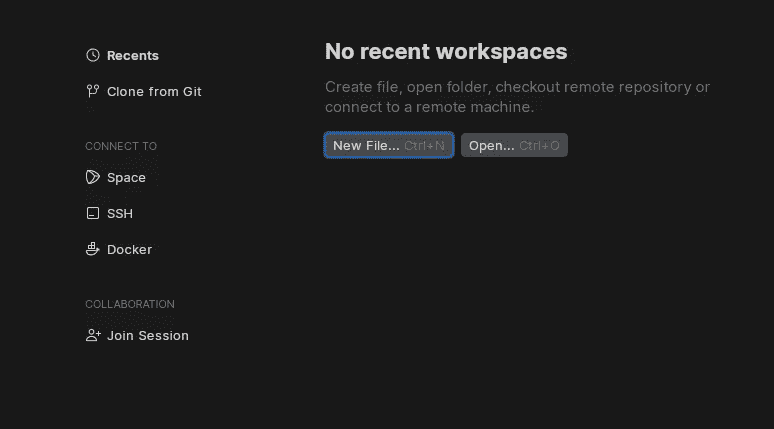 Recents
Clone from Git
CONNECT TO
Space
SSH
Docker
COLLABORATION
Join Session
No recent workspaces
Create file, open folder, checkout remote repository or
connect to a remote machine.
New File... Ctrl+N
Open... Ctrl+O